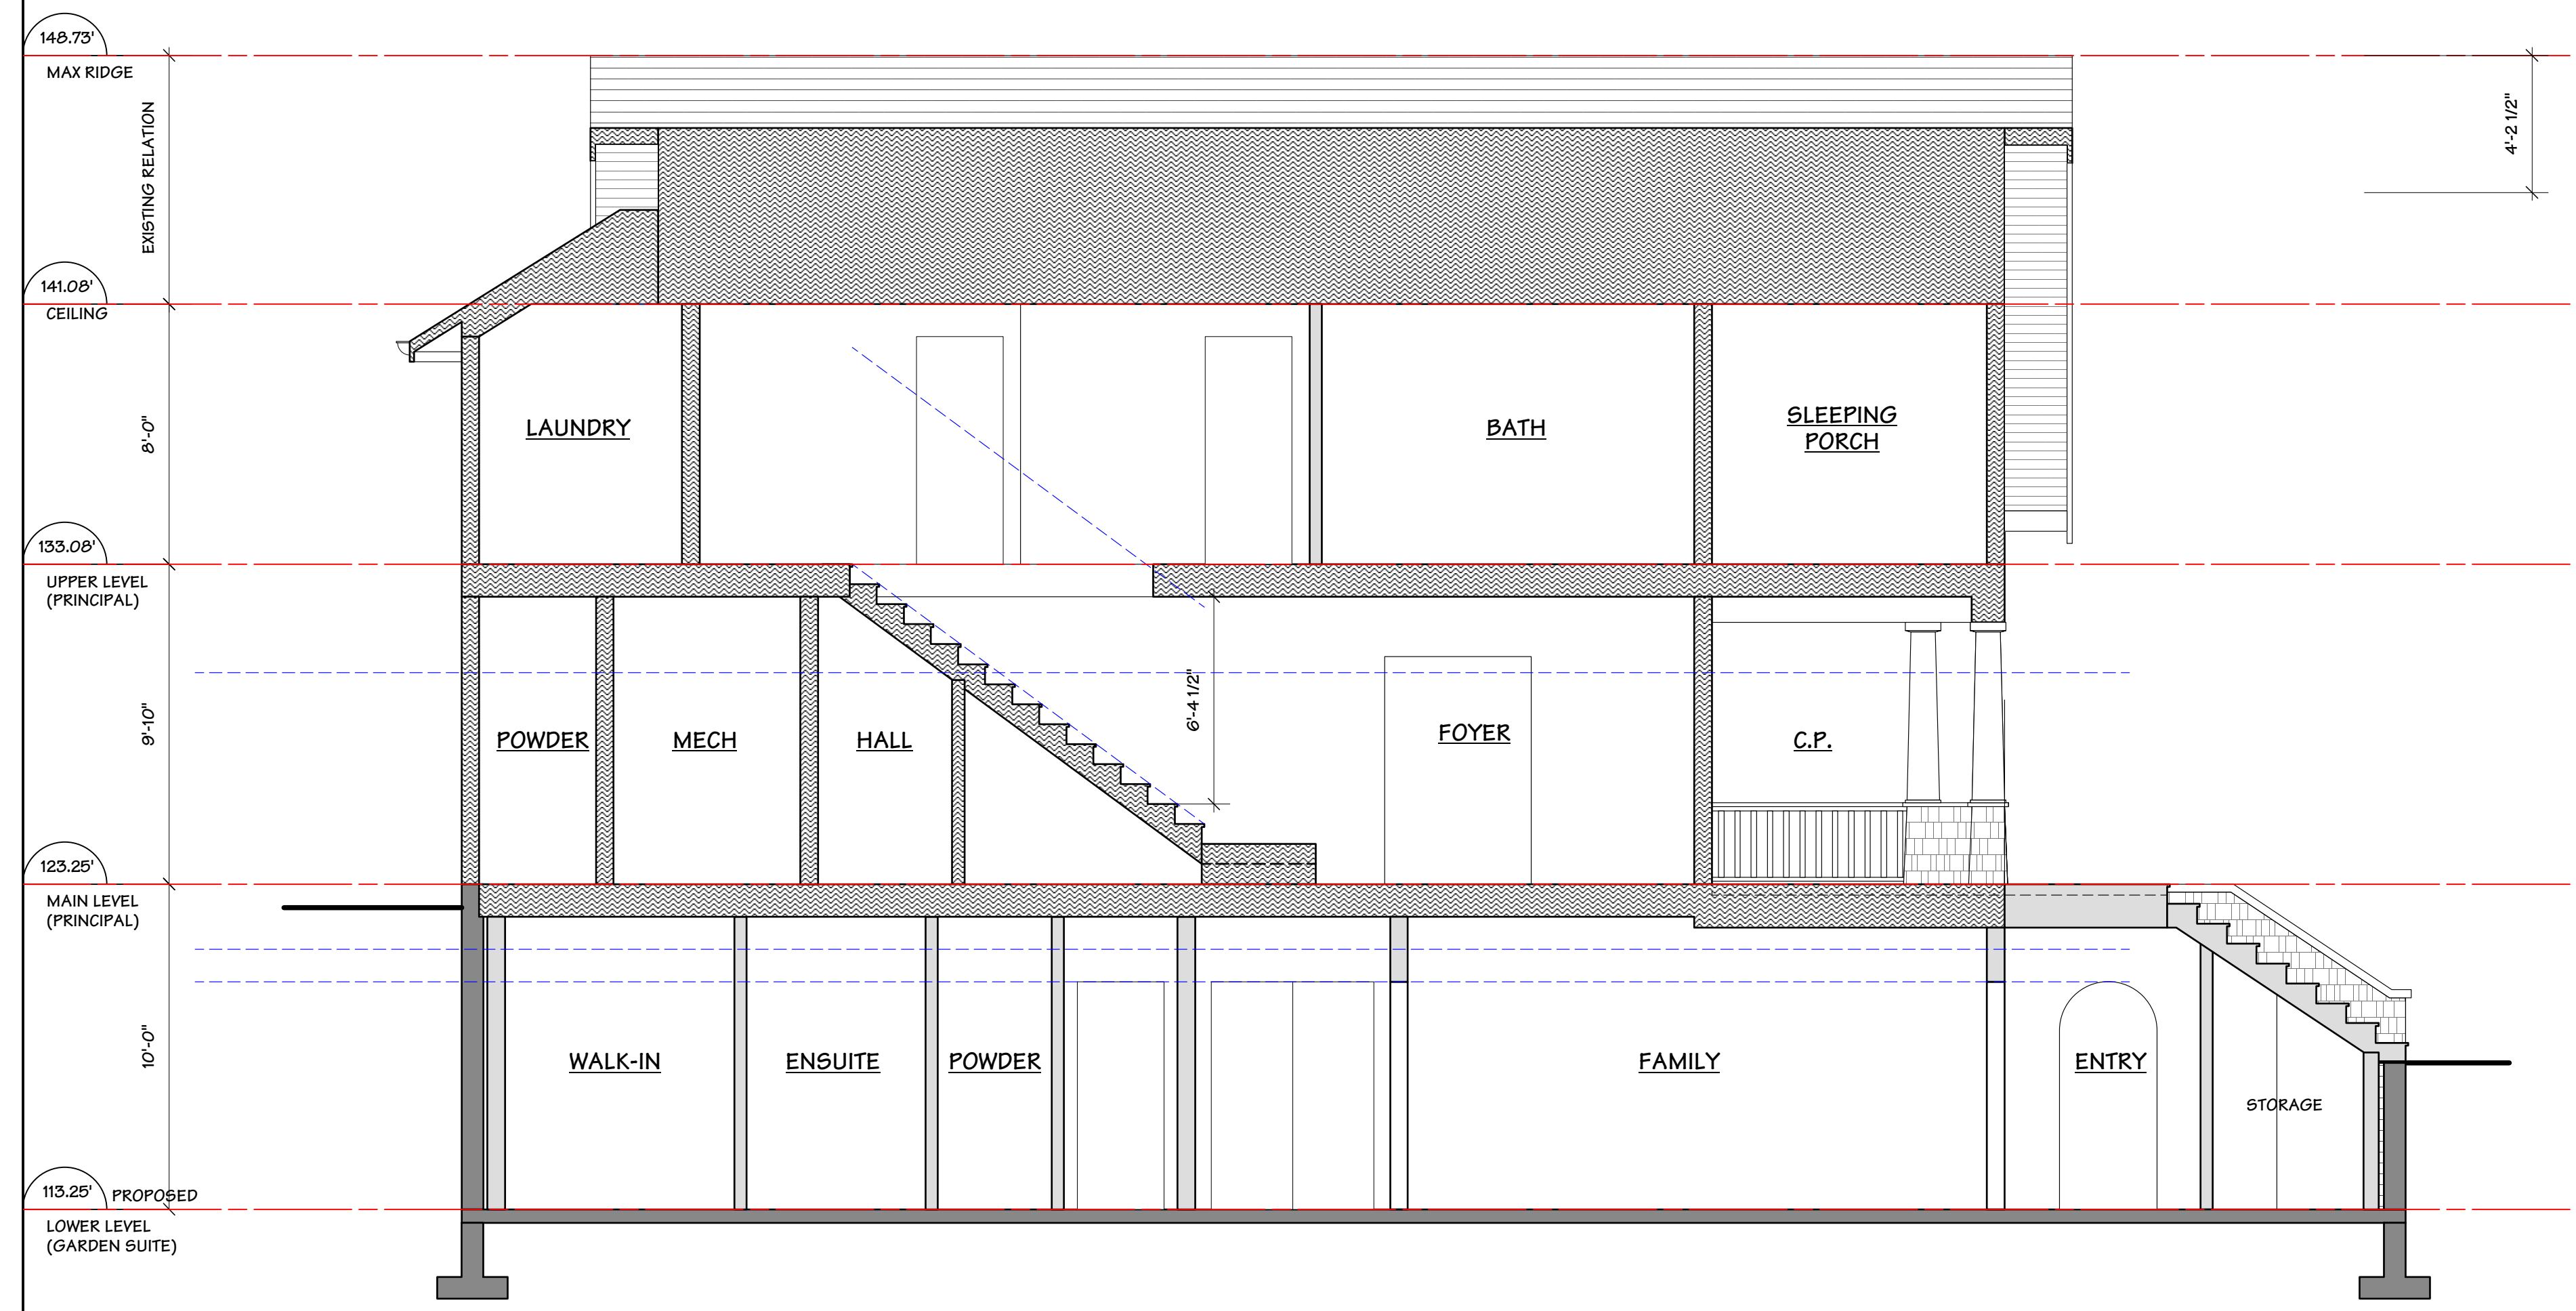 148.73'
MAX RIDGE
EXISTING RELATION
4'-2 1/2"
141.08'
CEILING
8'-0"
LAUNDRY
BATH
SLEEPING
PORCH
133.08'
UPPER LEVEL
(PRINCIPAL)
9'-10"
POWDER
MECH
HALL
6'-4 1/2"
FOYER
C.P.
123.25'
MAIN LEVEL
(PRINCIPAL)
10'-0"
WALK-IN
ENSUITE
POWDER
FAMILY
ENTRY
STORAGE
113.25'
PROPOSED
LOWER LEVEL
(GARDEN SUITE)